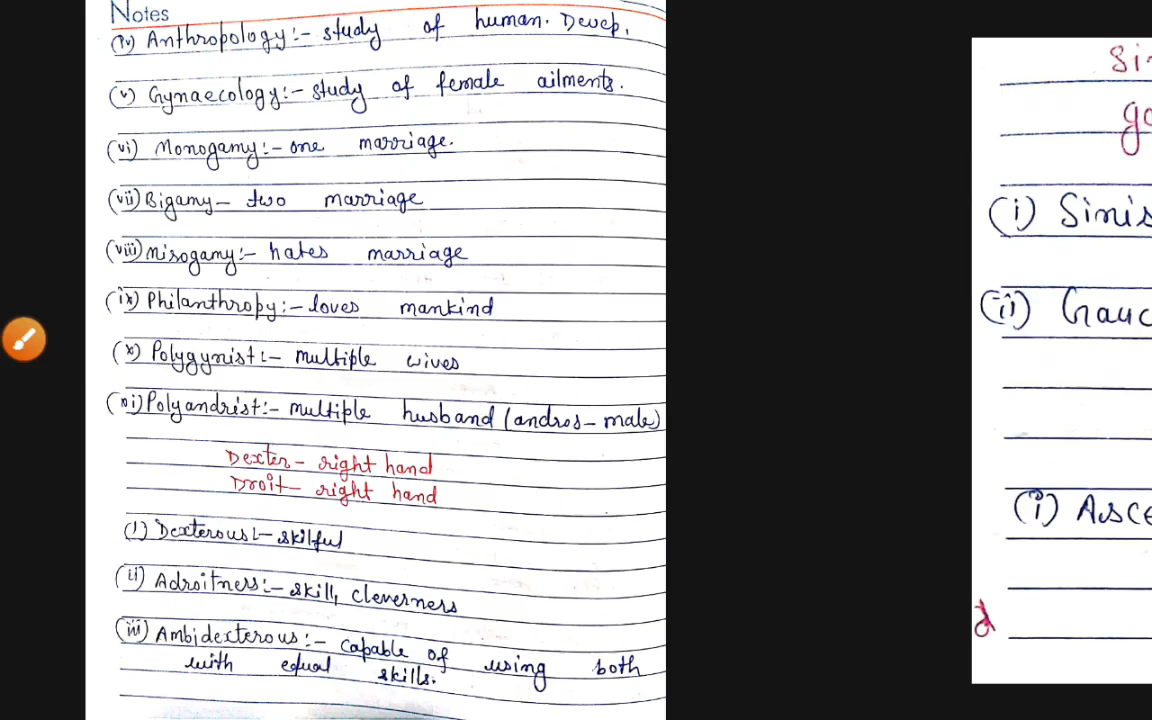 Notes
(iv) Anthropology:- study of human. Devep.
(v) Gynaecology:- study of female ailments.
(vi) Monogamy:- one marriage.
(vii) Bigamy- two marriage
(viii) Misogamy:- hates marriage
(ix) Philanthropy:- loves mankind
(x) Polygynist:- multiple wives
(xi) Polyandrist:- multiple husband (andros- male)
Dexter- right hand
Droit- right hand
(i) Dexterous:- skilful
(ii) Adroitness:- skill, cleverness
(iii) Ambidexterous:- capable of using both
with equal skills.
Sin
ga
(i) Sinis
(ii) Gauc
(i) Asce